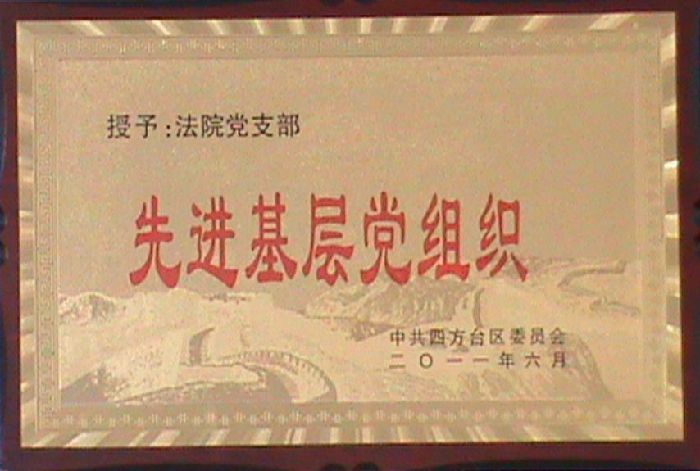 授予:法院党支部
先进基层党组织
中共四方台区委员会
二〇一一年六月